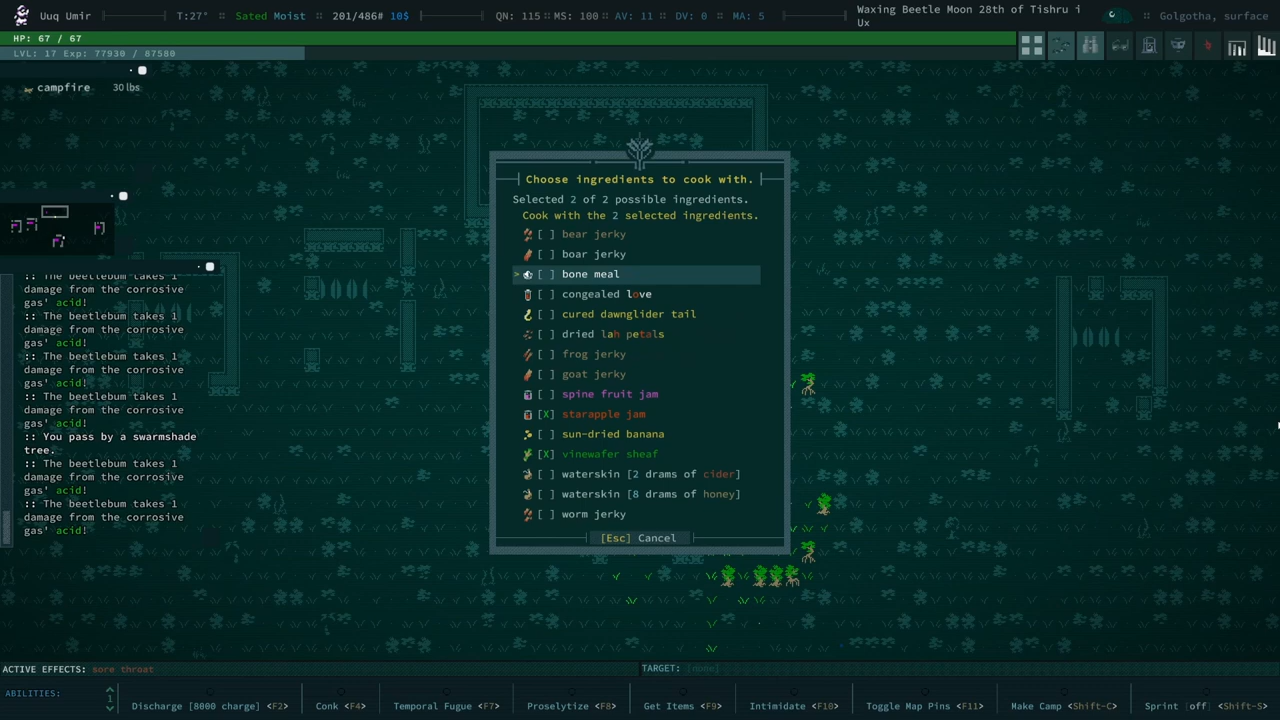 Uuq Umir T:27° :: Sated Moist :: 201/486# 10$ QN: 115 :: MS: 100 :: AV: 11 :: DV: 0 :: MA: 5 Waxing Beetle Moon 28th of Tishru i Ux :: Golgotha, surface
HP: 67 / 67
LVL: 17 Exp: 77930 / 87580
campfire 30 lbs
:: The beetlebum takes 1
damage from the corrosive
gas' acid!
:: The beetlebum takes 1
damage from the corrosive
gas' acid!
:: The beetlebum takes 1
damage from the corrosive
gas' acid!
:: The beetlebum takes 1
damage from the corrosive
gas' acid!
:: You pass by a swarmshade
tree.
:: The beetlebum takes 1
damage from the corrosive
gas' acid!
:: The beetlebum takes 1
damage from the corrosive
gas' acid!
Choose ingredients to cook with.
Selected 2 of 2 possible ingredients.
Cook with the 2 selected ingredients.
[ ] bear jerky
[ ] boar jerky
> [ ] bone meal
[ ] congealed love
[ ] cured dawnglider tail
[ ] dried lah petals
[ ] frog jerky
[ ] goat jerky
[ ] spine fruit jam
[X] starapple jam
[ ] sun-dried banana
[X] vinewafer sheaf
[ ] waterskin [2 drams of cider]
[ ] waterskin [8 drams of honey]
[ ] worm jerky
[Esc] Cancel
ACTIVE EFFECTS: sore throat
TARGET: [none]
ABILITIES: 1 Discharge [8000 charge] <F2> Conk <F4> Temporal Fugue <F7> Proselytize <F8> Get Items <F9> Intimidate <F10> Toggle Map Pins <F11> Make Camp <Shift-C> Sprint [off] <Shift-S>